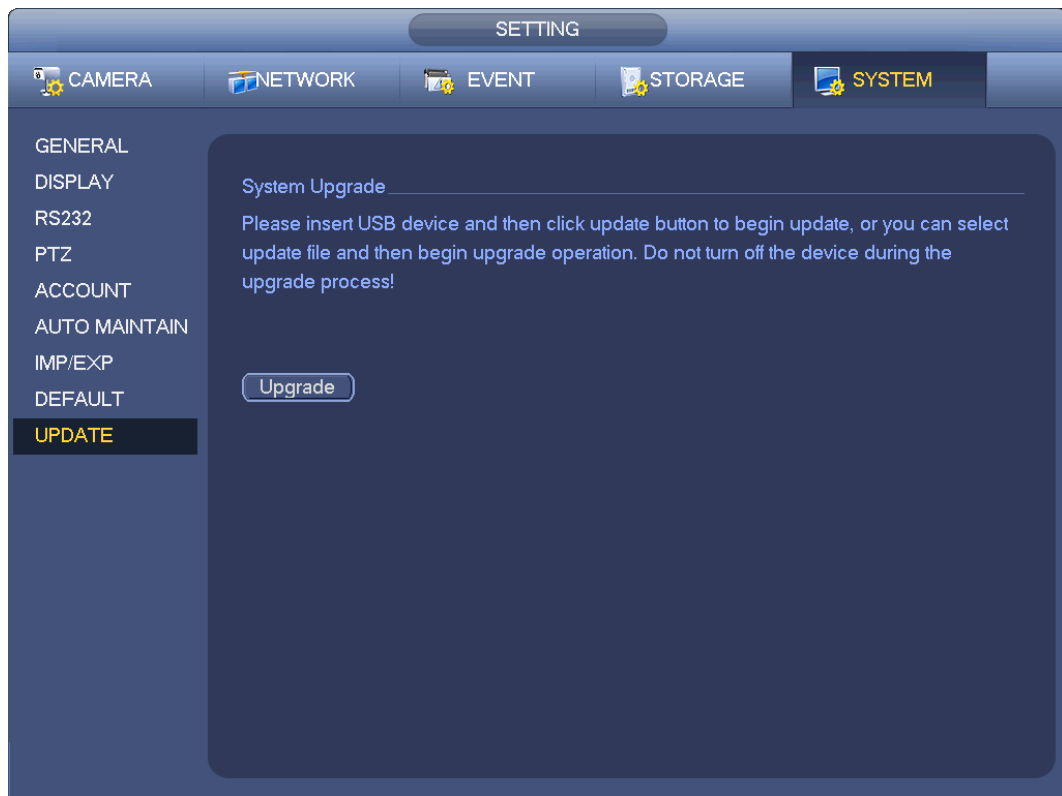 SETTING
CAMERA NETWORK EVENT STORAGE SYSTEM
GENERAL
DISPLAY
RS232
PTZ
ACCOUNT
AUTO MAINTAIN
IMP/EXP
DEFAULT
UPDATE
System Upgrade
Please insert USB device and then click update button to begin update, or you can select
update file and then begin upgrade operation. Do not turn off the device during the
upgrade process!
Upgrade